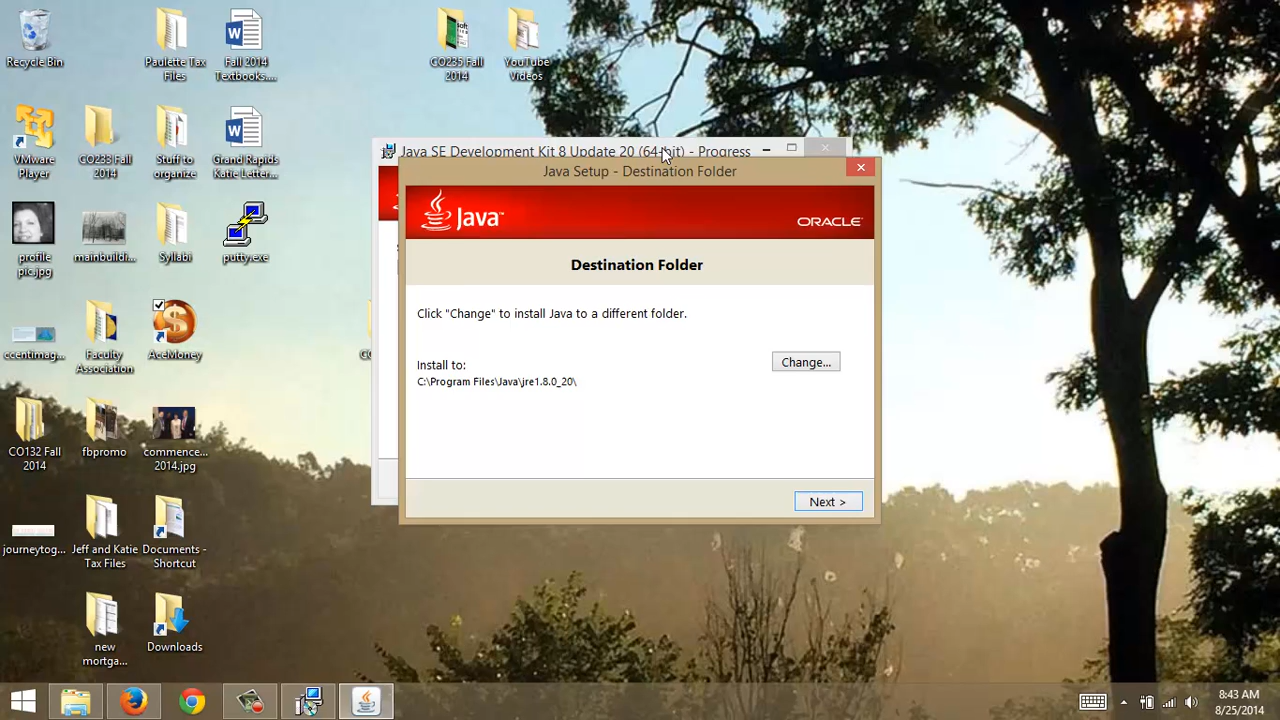 Recycle Bin
Paulette Tax
Files
Fall 2014
Textbooks....
CO235 Fall
2014
YouTube
Videos
VMware
Player
CO233 Fall
2014
Stuff to
organize
Grand Rapids
Katie Letter...
profile
pic.jpg
mainbuildi...
Syllabi
putty.exe
ccentimag...
Faculty
Association
AceMoney
CO132 Fall
2014
fbpromo
commence...
2014.jpg
journeytog...
Jeff and Katie
Tax Files
Documents -
Shortcut
new
mortga...
Downloads
Java SE Development Kit 8 Update 20 (64-bit) - Progress
Java Setup - Destination Folder
Java™
ORACLE
Destination Folder
Click "Change" to install Java to a different folder.
Install to:
C:\Program Files\Java\jre1.8.0_20\
Change...
Next >
8:43 AM
8/25/2014